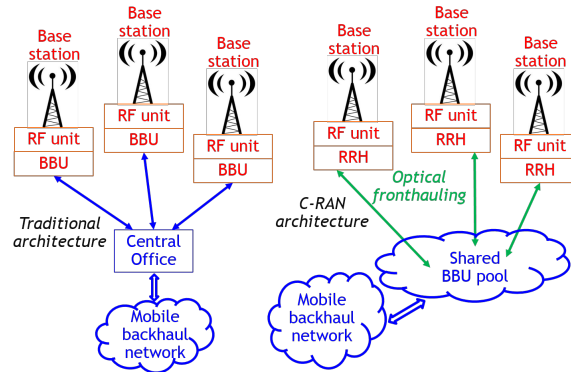 Base
station
Base
station
Base
station
RF unit
BBU
RF unit
BBU
RF unit
BBU
Traditional
architecture
Central
Office
Mobile
backhaul
network
Base
station
Base
station
Base
station
RF unit
RRH
RF unit
RRH
RF unit
RRH
Optical
fronthauling
C-RAN
architecture
Shared
BBU pool
Mobile
backhaul
network